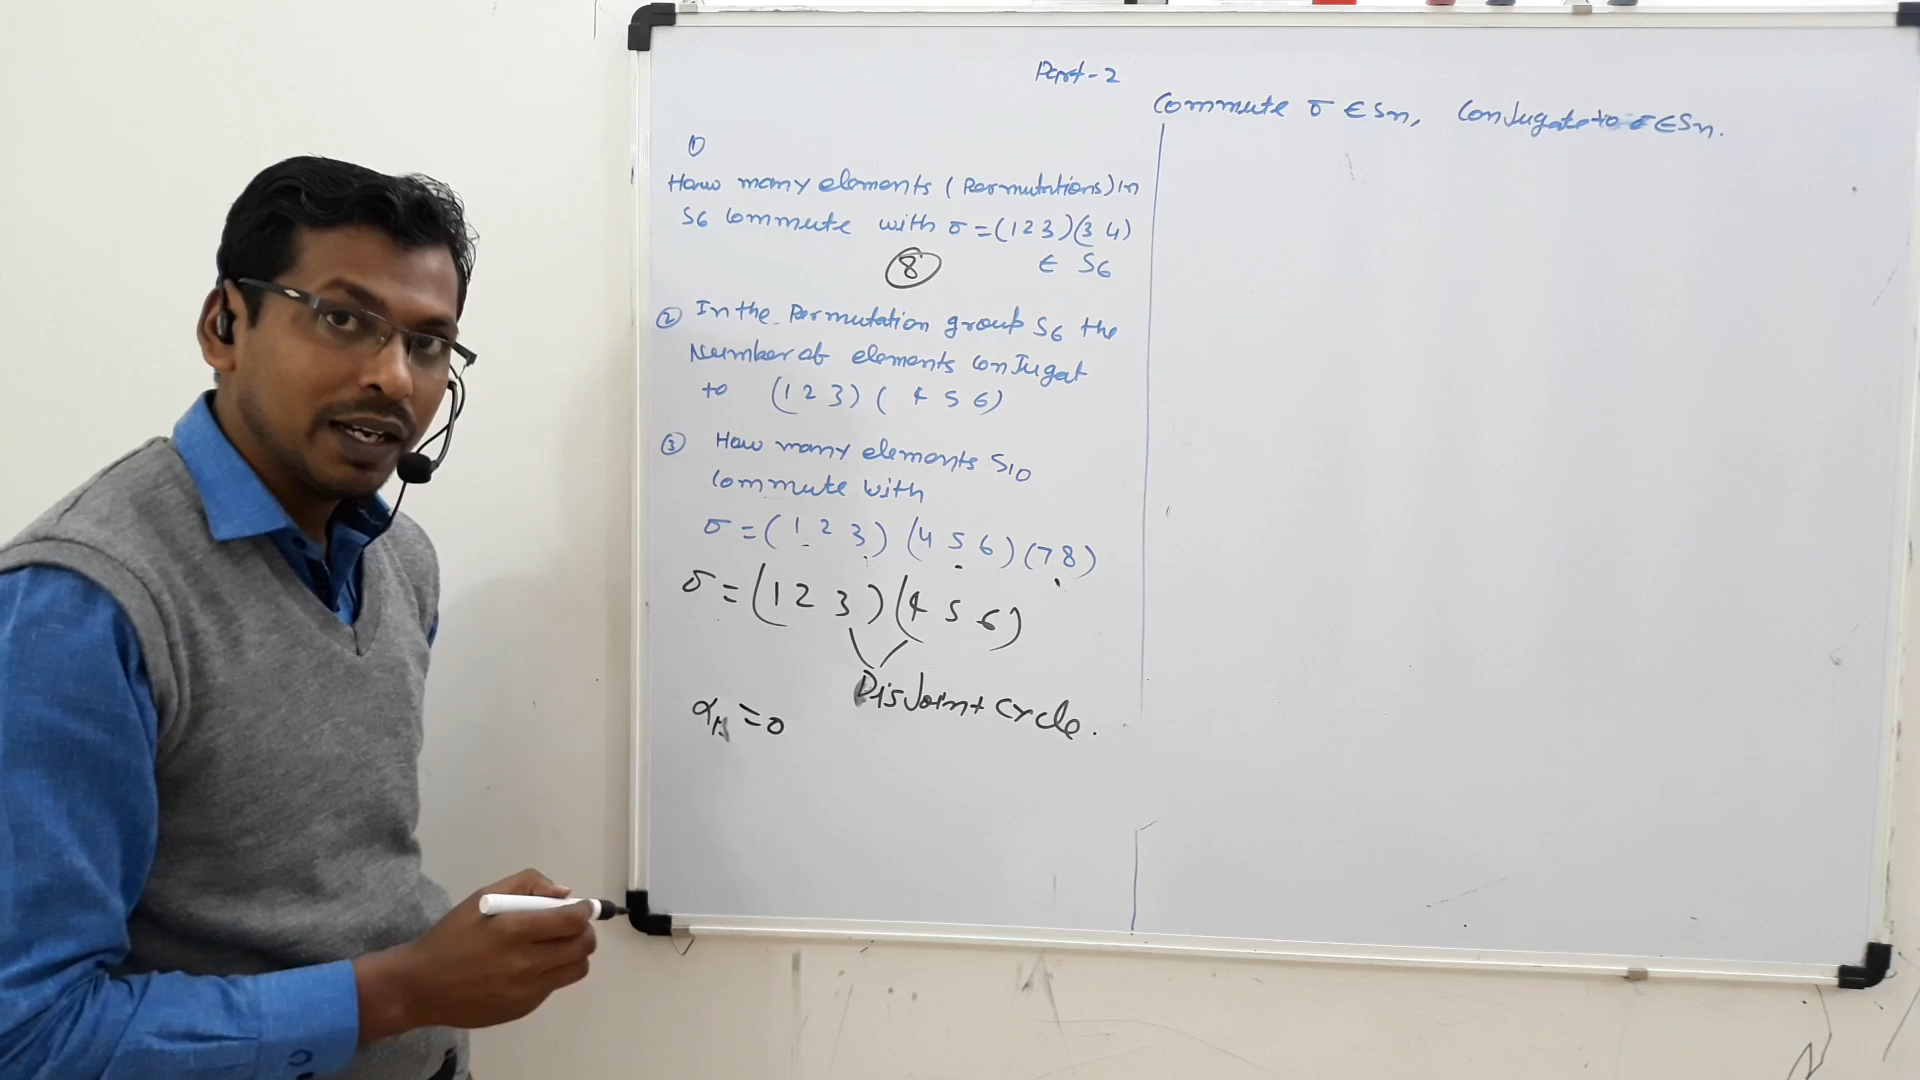 Part-2
Commute σ ∈ Sn, Conjugate to σ ∈ Sn.
①
How many elements (Permutations) in
S6 Commute with σ = (1 2 3)(3 4)
∈ S6
⑧
② In the Permutation group S6 the
Number of elements conJugat
to (1 2 3) ( 4 5 6)
③ How many elements S10
Commute with
σ = ( 1 2 3 ) (4 5 6) (7 8)
σ = (1 2 3 ) (4 5 6)
DisJoint Cycle.
= 0